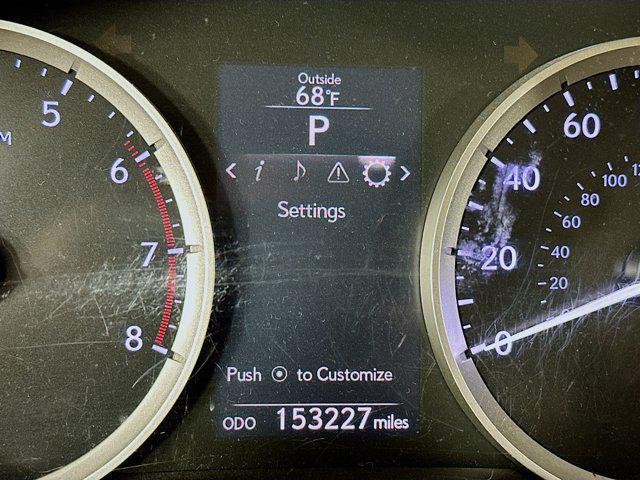 Outside
68°F
P
< i >
Settings
Push to Customize
ODO 153227 miles
5
6
7
8
60
40
20
0
100
80
60
40
20